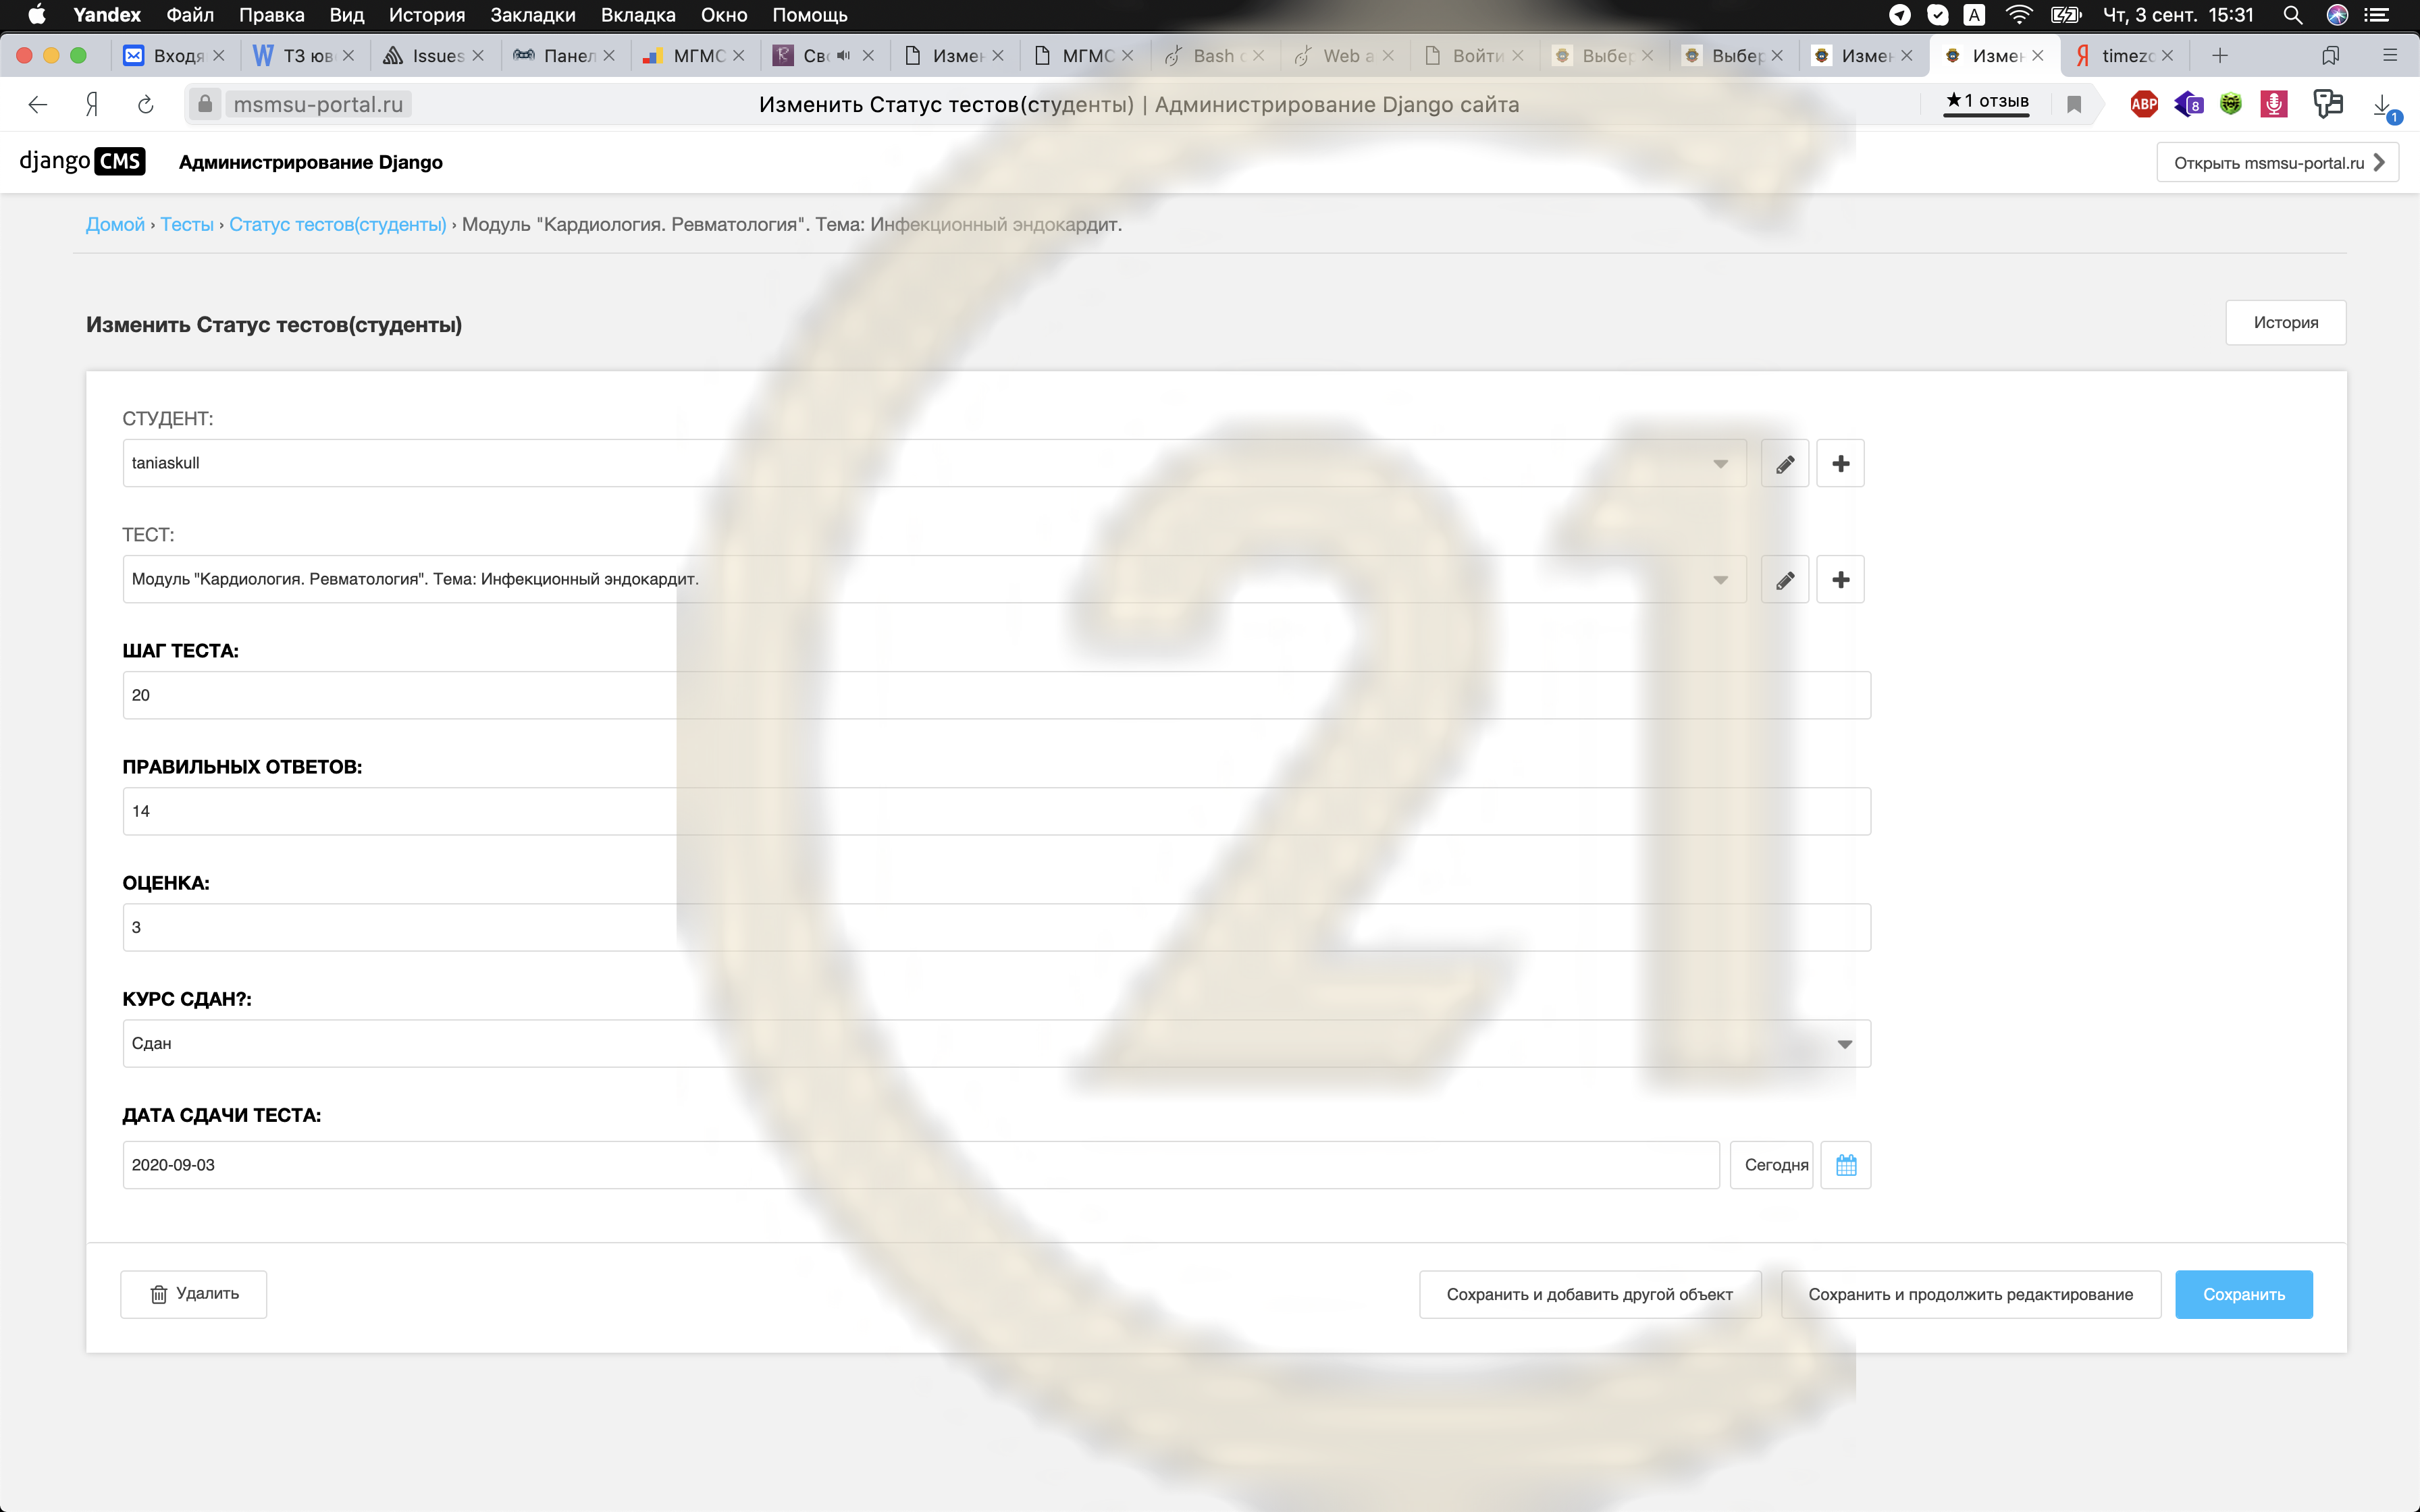 Yandex Файл Правка Вид История Закладки Вкладка Окно Помощь A Чт, 3 сент. 15:31
Входя W ТЗ юв Issues Панел МГМС R Сво Измен МГМС Bash Web a Войти Выбер Выбер Измен Измен Я timezo
Я msmsu-portal.ru Изменить Статус тестов(студенты) | Администрирование Django сайта ★1 отзыв ABP 8 1
django CMS Администрирование Django Открыть msmsu-portal.ru
Домой › Тесты › Статус тестов(студенты) › Модуль "Кардиология. Ревматология". Тема: Инфекционный эндокардит.
Изменить Статус тестов(студенты) История
СТУДЕНТ:
taniaskull
ТЕСТ:
Модуль "Кардиология. Ревматология". Тема: Инфекционный эндокардит.
ШАГ ТЕСТА:
20
ПРАВИЛЬНЫХ ОТВЕТОВ:
14
ОЦЕНКА:
3
КУРС СДАН?:
Сдан
ДАТА СДАЧИ ТЕСТА:
2020-09-03 Сегодня
Удалить Сохранить и добавить другой объект Сохранить и продолжить редактирование Сохранить
21